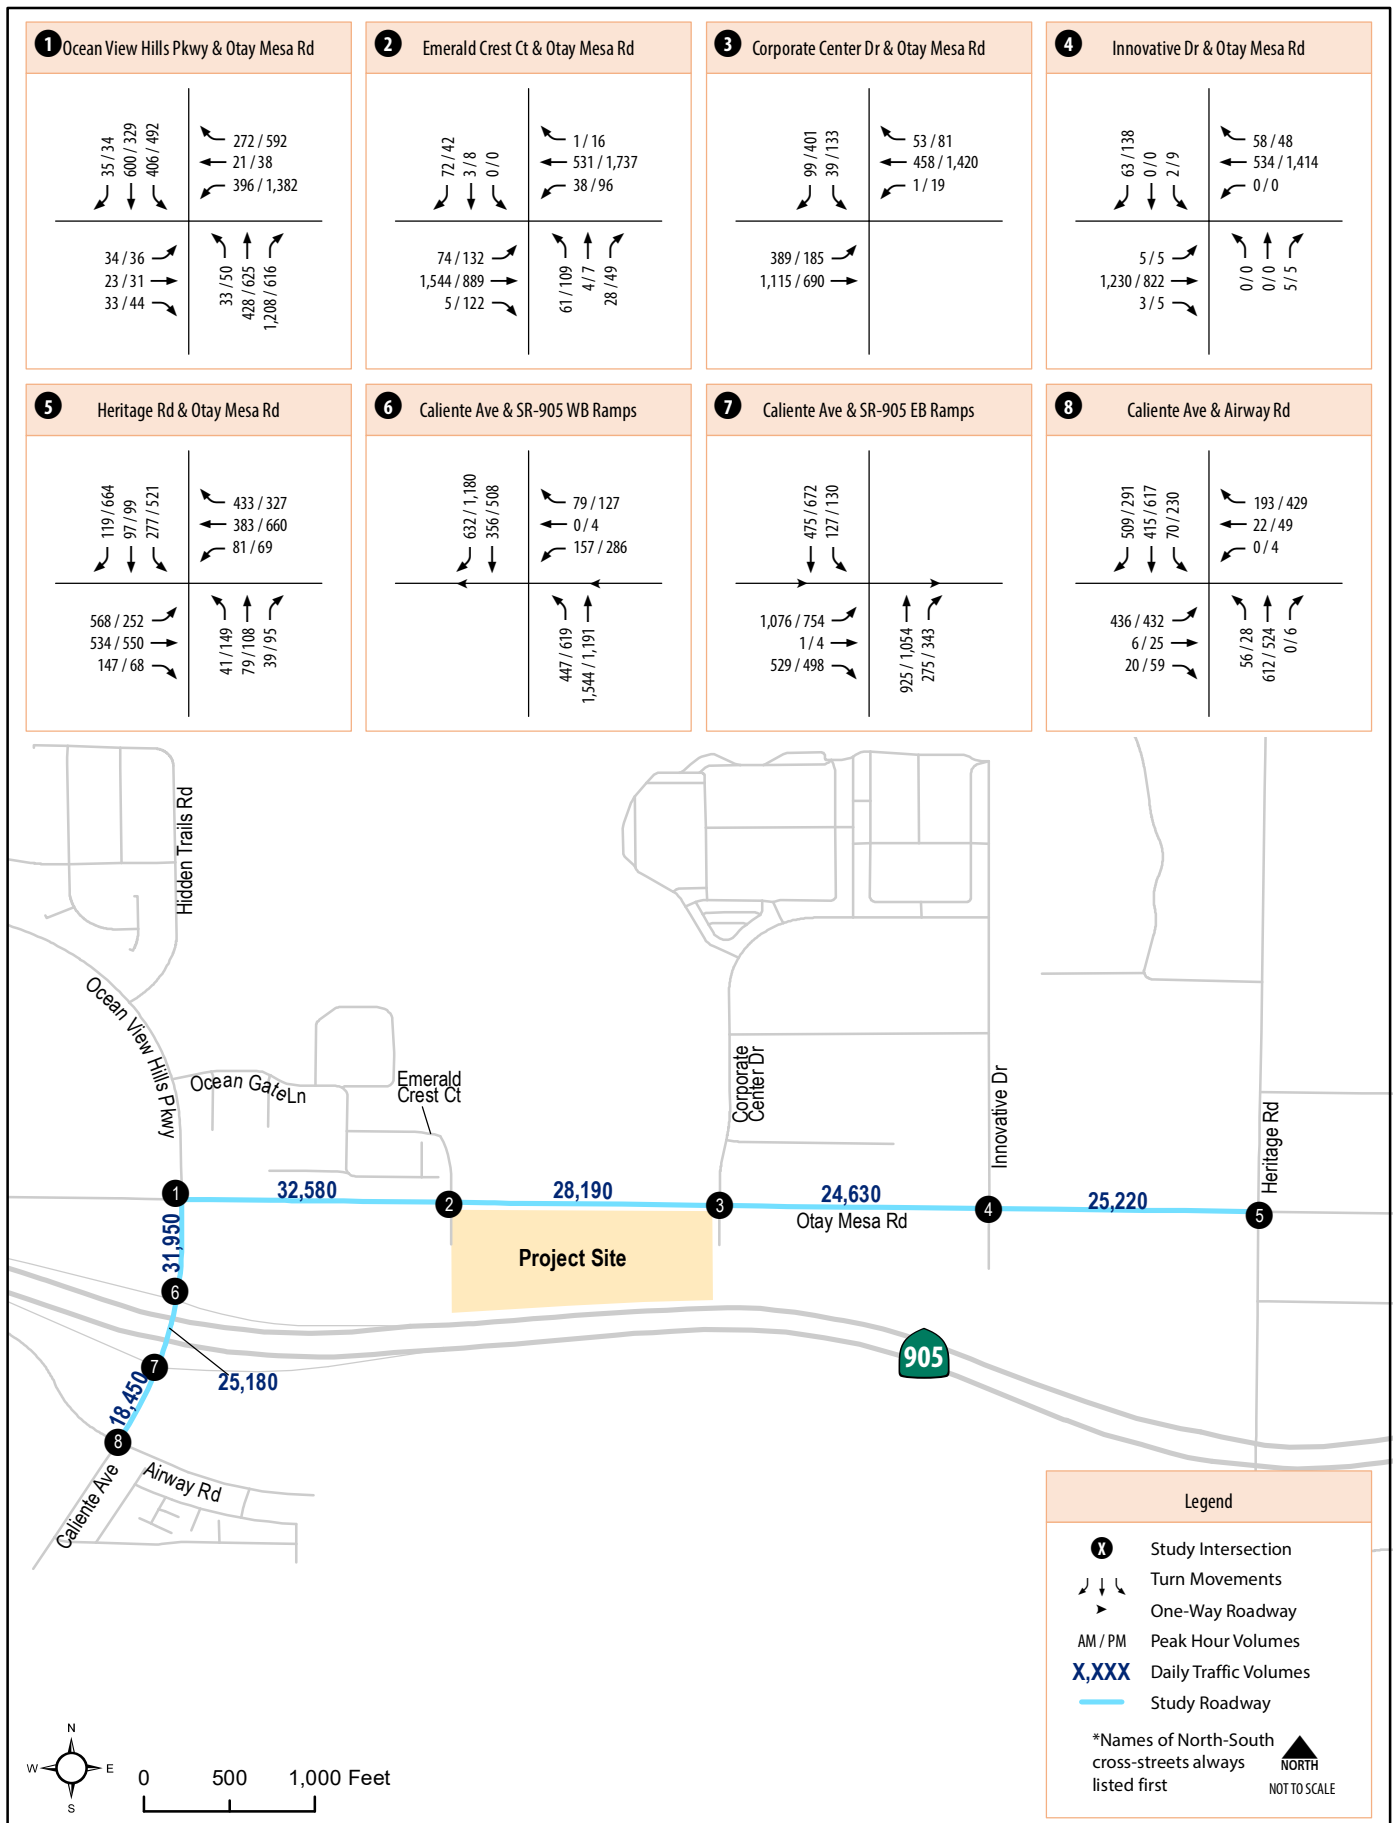 1 Ocean View Hills Pkwy & Otay Mesa Rd
35 / 34
600 / 329
406 / 492
272 / 592
21 / 38
396 / 1,382
34 / 36
23 / 31
33 / 44
33 / 50
428 / 625
1,208 / 616
2 Emerald Crest Ct & Otay Mesa Rd
72 / 42
3 / 8
0 / 0
1 / 16
531 / 1,737
38 / 96
74 / 132
1,544 / 889
5 / 122
61 / 109
4 / 7
28 / 49
3 Corporate Center Dr & Otay Mesa Rd
99 / 401
39 / 133
53 / 81
458 / 1,420
1 / 19
389 / 185
1,115 / 690
4 Innovative Dr & Otay Mesa Rd
63 / 138
0 / 0
2 / 9
58 / 48
534 / 1,414
0 / 0
5 / 5
1,230 / 822
3 / 5
0 / 0
0 / 0
5 / 5
5 Heritage Rd & Otay Mesa Rd
119 / 664
97 / 99
277 / 521
433 / 327
383 / 660
81 / 69
568 / 252
534 / 550
147 / 68
41 / 149
79 / 108
39 / 95
6 Caliente Ave & SR-905 WB Ramps
632 / 1,180
356 / 508
79 / 127
0 / 4
157 / 286
447 / 619
1,544 / 1,191
7 Caliente Ave & SR-905 EB Ramps
475 / 672
127 / 130
1,076 / 754
1 / 4
529 / 498
925 / 1,054
275 / 343
8 Caliente Ave & Airway Rd
509 / 291
415 / 617
70 / 230
193 / 429
22 / 49
0 / 4
436 / 432
6 / 25
20 / 59
56 / 28
612 / 524
0 / 6
Hidden Trails Rd
Ocean View Hills Pkwy
Ocean Gate Ln
Emerald
Crest Ct
Corporate
Center Dr
Innovative Dr
Heritage Rd
1
32,580
2
28,190
3
24,630
4
25,220
5
Otay Mesa Rd
31,950
Project Site
6
7
25,180
905
18,450
8
Caliente Ave
Airway Rd
Legend
X Study Intersection
Turn Movements
One-Way Roadway
AM / PM Peak Hour Volumes
X,XXX Daily Traffic Volumes
Study Roadway
*Names of North-South
cross-streets always
listed first
NORTH
NOT TO SCALE
N
W E
S
0 500 1,000 Feet